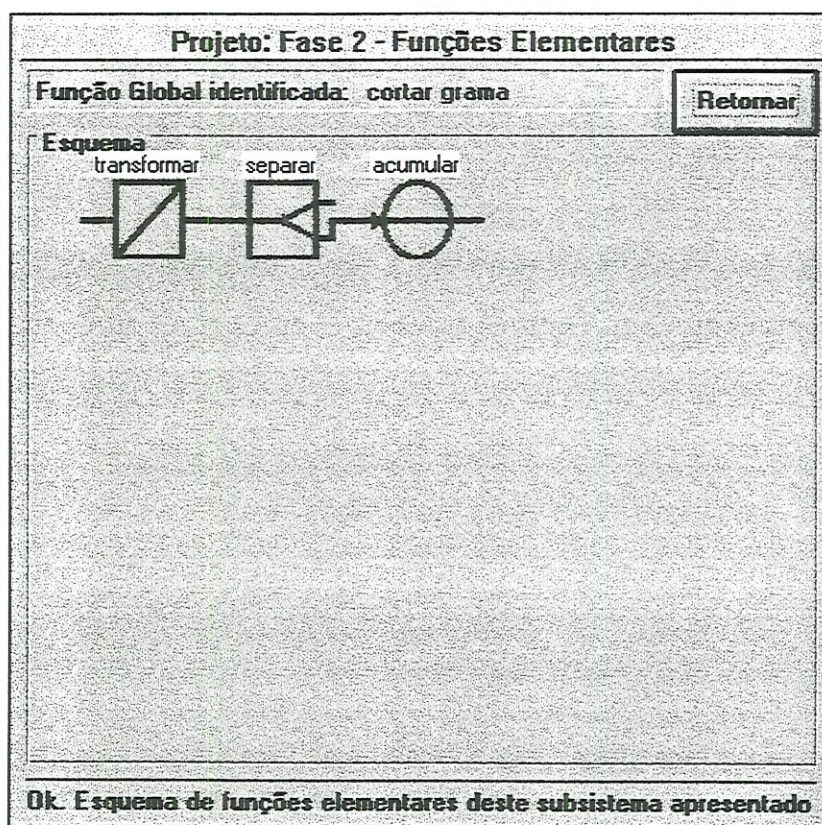 Projeto: Fase 2 - Funções Elementares
Função Global identificada: cortar grama
Retornar
Esquema
transformar separar acumular
Ok. Esquema de funções elementares deste subsistema apresentado